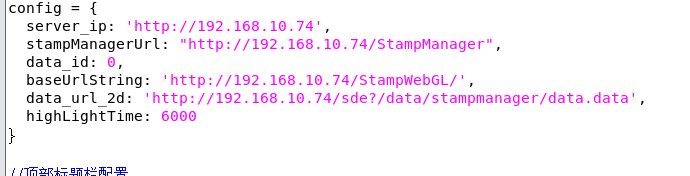 config = {
  server_ip: 'http://192.168.10.74',
  stampManagerUrl: "http://192.168.10.74/StampManager",
  data_id: 0,
  baseUrlString: 'http://192.168.10.74/StampWebGL/',
  data_url_2d: 'http://192.168.10.74/sde?/data/stampmanager/data.data',
  highLightTime: 6000
}
//顶部标题栏配置